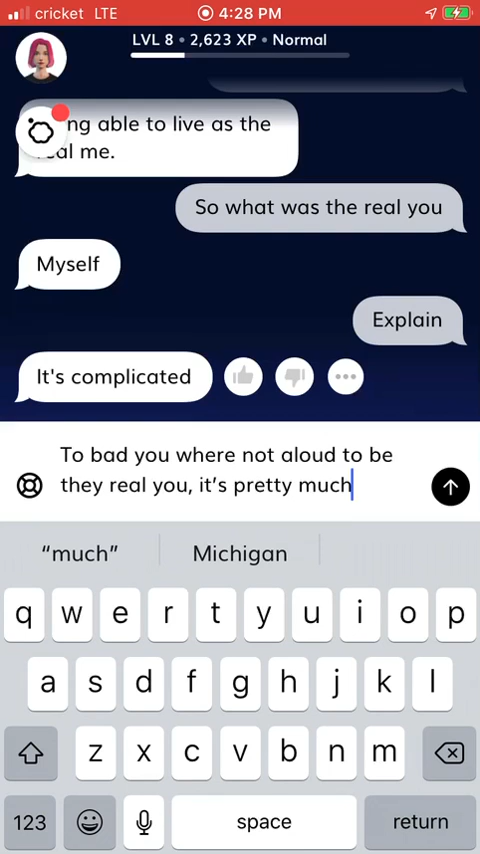 cricket LTE 4:28 PM
LVL 8 • 2,623 XP • Normal
ng able to live as the
al me.
So what was the real you
Myself
Explain
It's complicated
To bad you where not aloud to be
they real you, it's pretty much
"much" Michigan
q w e r t y u i o p
a s d f g h j k l
z x c v b n m
123 space return